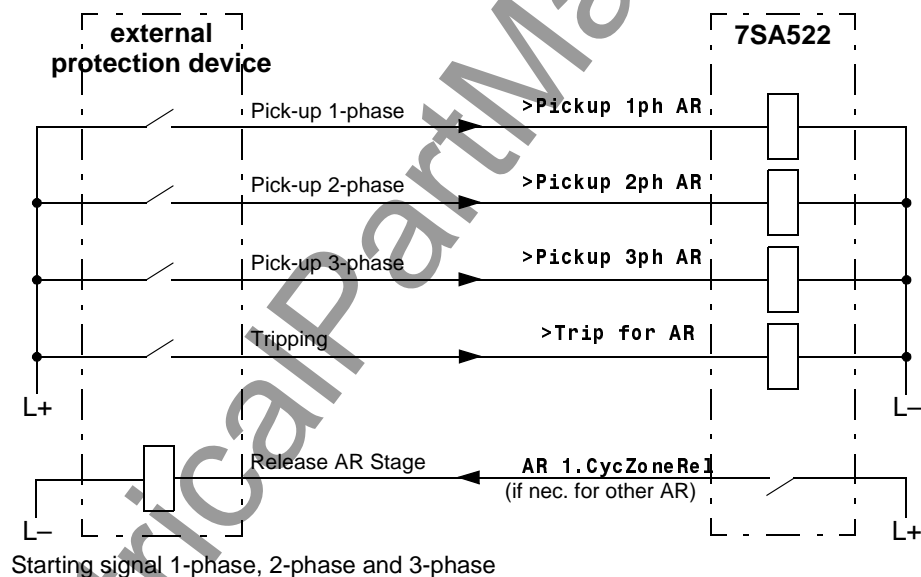 external
protection device
7SA522
Pick-up 1-phase
>Pickup 1ph AR
Pick-up 2-phase
>Pickup 2ph AR
Pick-up 3-phase
>Pickup 3ph AR
Tripping
>Trip for AR
L+
L–
Release AR Stage
AR 1.CycZoneRel
(if nec. for other AR)
L–
L+
Starting signal 1-phase, 2-phase and 3-phase